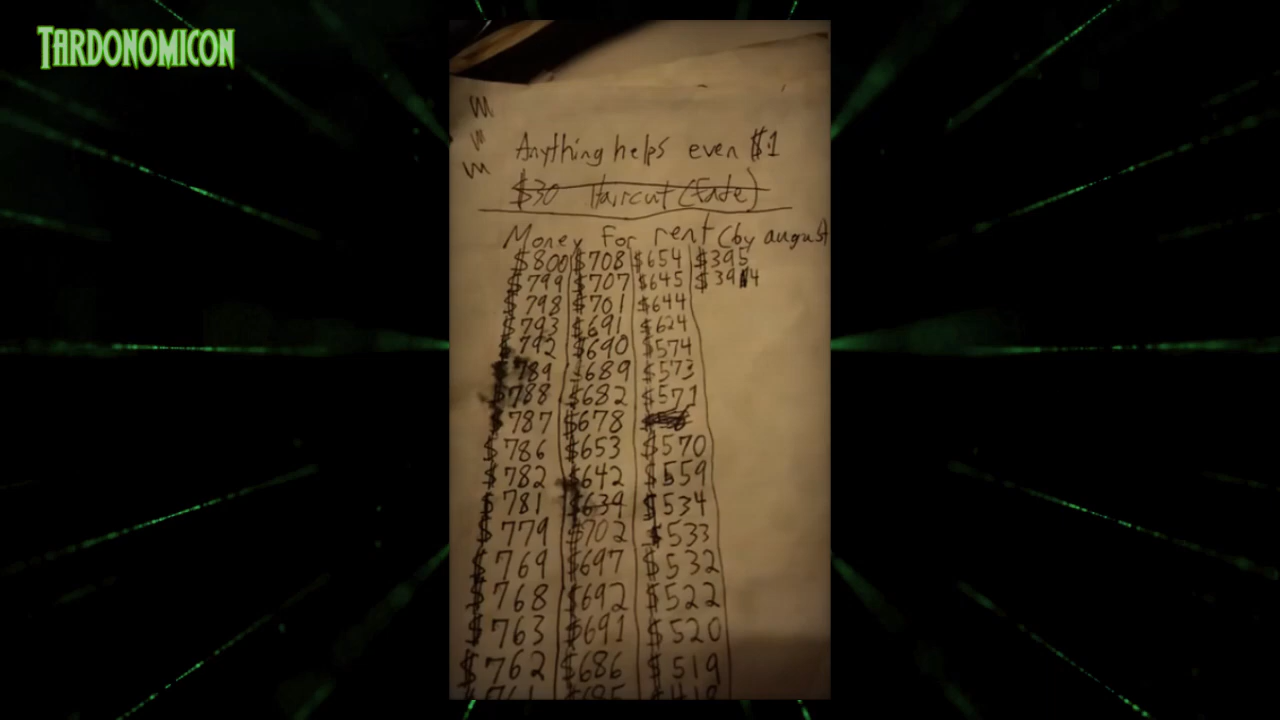 TARDONOMICON
Anything helps even $1
$30 Haircut (Fade)
Money For rent (by august
$800 $708 $654 $395
$799 $707 $645 $394
$798 $701 $644
$793 $691 $624
$792 $690 $574
$789 $689 $573
$788 $682 $571
$787 $678
$786 $653 $570
$782 $642 $559
$781 $634 $534
$779 $702 $533
$769 $697 $532
$768 $692 $522
$763 $691 $520
$762 $686 $519